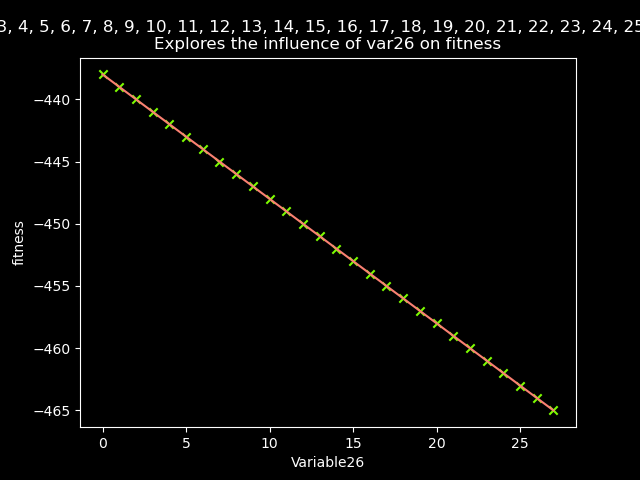 3, 4, 5, 6, 7, 8, 9, 10, 11, 12, 13, 14, 15, 16, 17, 18, 19, 20, 21, 22, 23, 24, 25
Explores the influence of var26 on fitness
−440
−445
−450
−455
−460
−465
fitness
0 5 10 15 20 25
Variable26